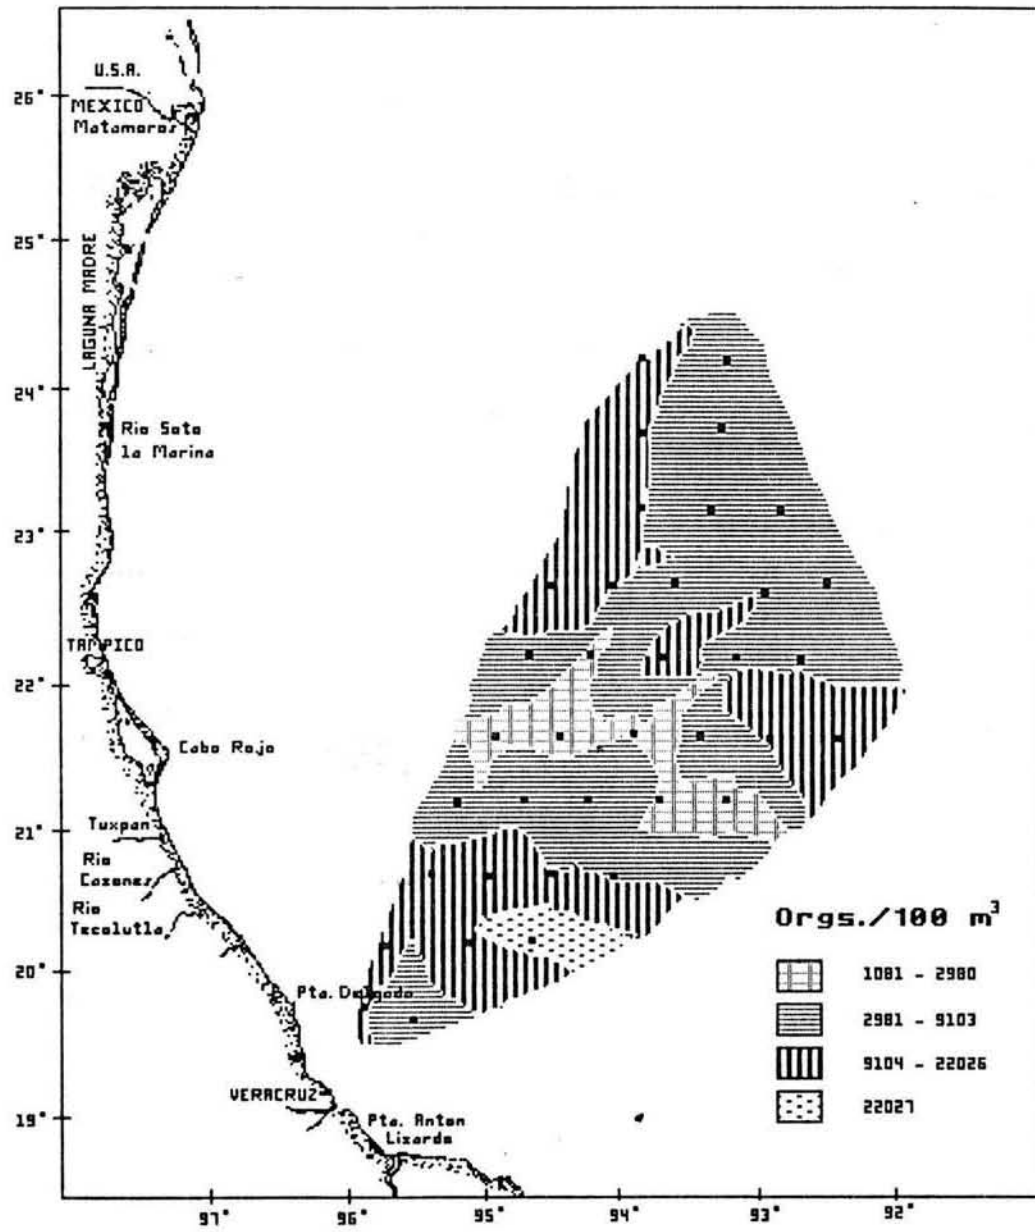 U.S.A.
26°
MEXICO
Matamoros
25°
LAGUNA MADRE
24°
Rio Soto
la Marina
23°
TAMPICO
22°
Cabo Rojo
21°
Tuxpan
Rio
Cazones
Rio
Tecolutla
20°
Pta. Delgada
VERACRUZ
19°
Pta. Anton
Lizardo
97°
96°
95°
94°
93°
92°
Orgs./100 m³
1081 - 2980
2981 - 9103
9104 - 22026
22027